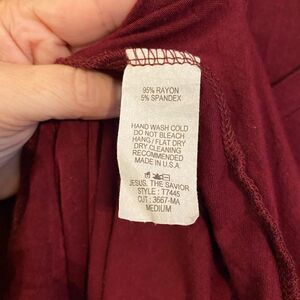 95% RAYON
5% SPANDEX
HAND WASH COLD
DO NOT BLEACH
HANG/FLAT DRY
DRY CLEANING
RECOMMENDED
MADE IN U.S.A.
JESUS, THE SAVIOR
STYLE : T7445
CUT : 3667-MA
MEDIUM